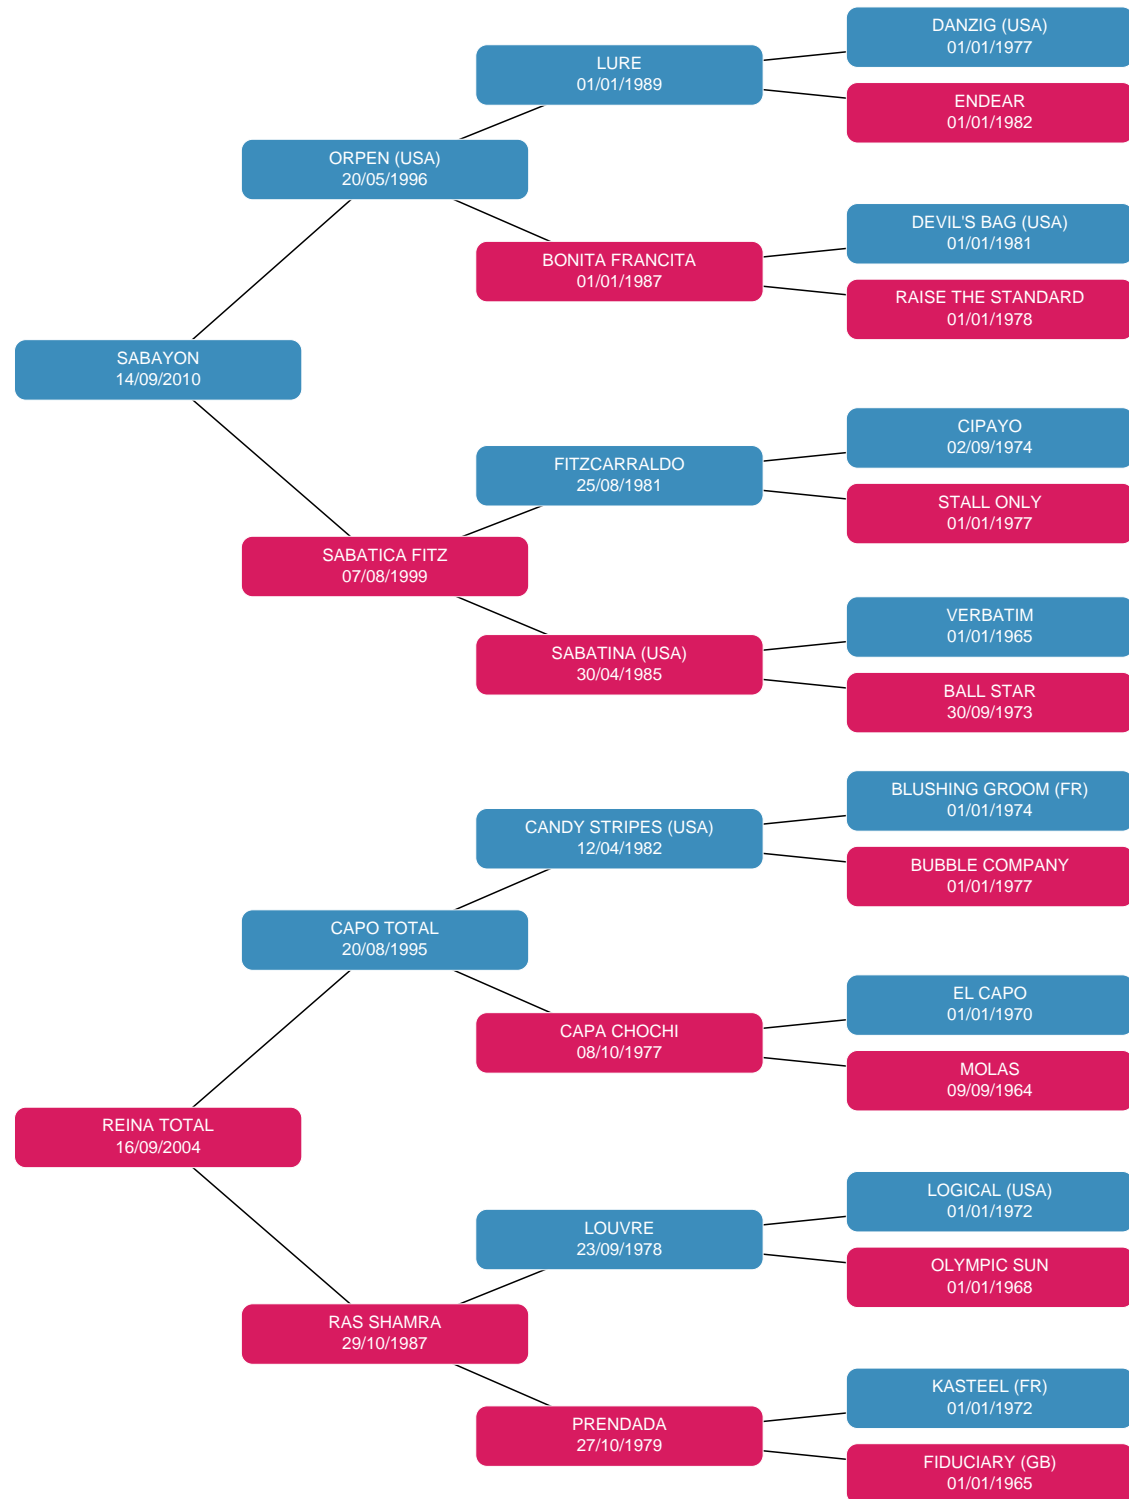 DANZIG (USA)
01/01/1977
LURE
01/01/1989
ENDEAR
01/01/1982
ORPEN (USA)
20/05/1996
DEVIL'S BAG (USA)
01/01/1981
BONITA FRANCITA
01/01/1987
RAISE THE STANDARD
01/01/1978
SABAYON
14/09/2010
CIPAYO
02/09/1974
FITZCARRALDO
25/08/1981
STALL ONLY
01/01/1977
SABATICA FITZ
07/08/1999
VERBATIM
01/01/1965
SABATINA (USA)
30/04/1985
BALL STAR
30/09/1973
BLUSHING GROOM (FR)
01/01/1974
CANDY STRIPES (USA)
12/04/1982
BUBBLE COMPANY
01/01/1977
CAPO TOTAL
20/08/1995
EL CAPO
01/01/1970
CAPA CHOCHI
08/10/1977
MOLAS
09/09/1964
REINA TOTAL
16/09/2004
LOGICAL (USA)
01/01/1972
LOUVRE
23/09/1978
OLYMPIC SUN
01/01/1968
RAS SHAMRA
29/10/1987
KASTEEL (FR)
01/01/1972
PRENDADA
27/10/1979
FIDUCIARY (GB)
01/01/1965